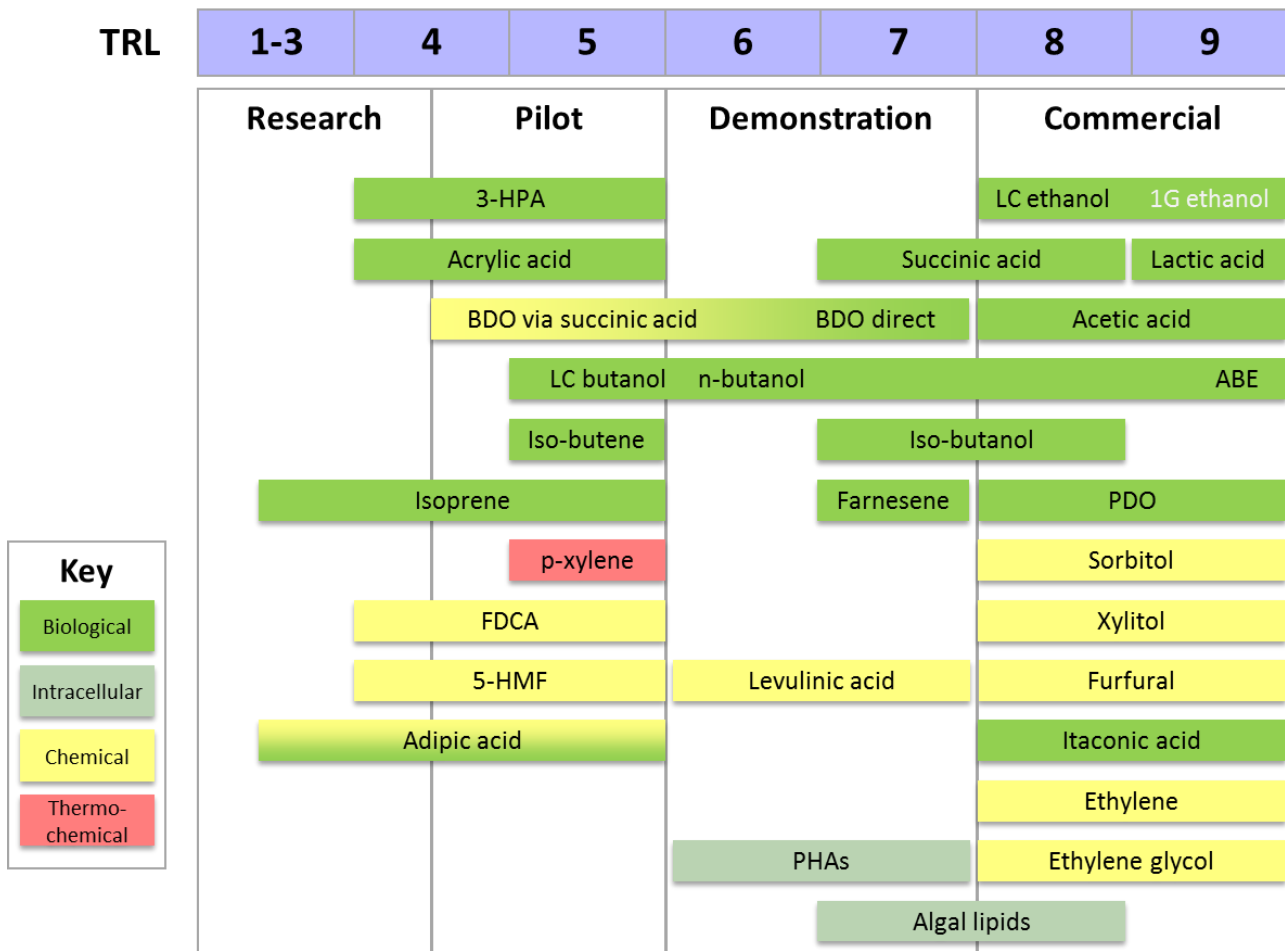 TRL 1-3 4 5 6 7 8 9
Research Pilot Demonstration Commercial
3-HPA LC ethanol 1G ethanol
Acrylic acid Succinic acid Lactic acid
BDO via succinic acid BDO direct Acetic acid
LC butanol n-butanol ABE
Iso-butene Iso-butanol
Isoprene Farnesene PDO
p-xylene Sorbitol
FDCA Xylitol
5-HMF Levulinic acid Furfural
Adipic acid Itaconic acid
Ethylene
PHAs Ethylene glycol
Algal lipids
Key
Biological
Intracellular
Chemical
Thermo-
chemical